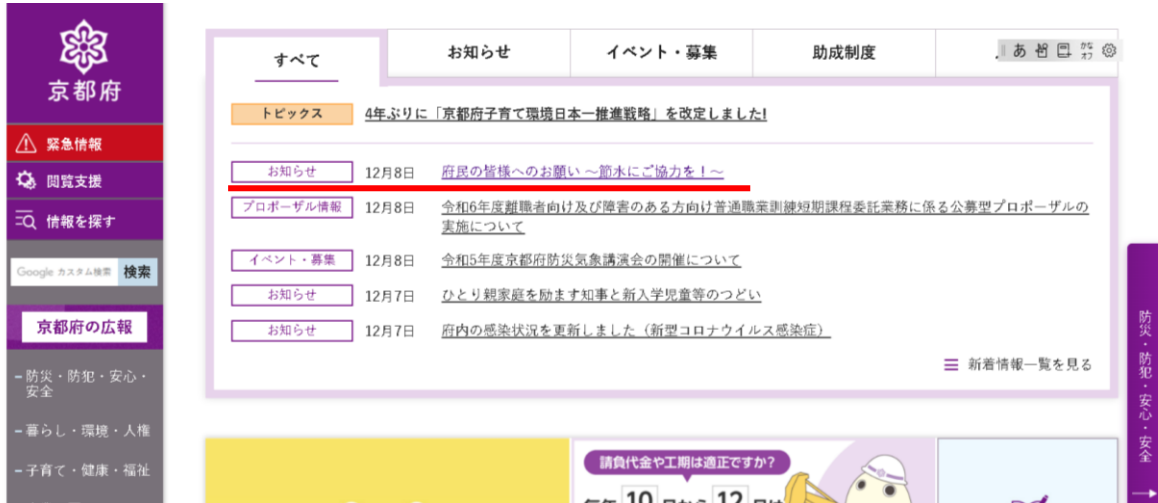 京都府
緊急情報
閲覧支援
情報を探す
Google カスタム検索 検索
京都府の広報
防災・防犯・安心・
安全
暮らし・環境・人権
子育て・健康・福祉
すべて
お知らせ
イベント・募集
助成制度
あ
かな
オフ
トピックス 4年ぶりに「京都府子育て環境日本一推進戦略」を改定しました!
お知らせ 12月8日 府民の皆様へのお願い ～節水にご協力を！～
プロポーザル情報 12月8日 令和6年度離職者向け及び障害のある方向け普通職業訓練短期課程委託業務に係る公募型プロポーザルの
実施について
イベント・募集 12月8日 令和5年度京都府防災気象講演会の開催について
お知らせ 12月7日 ひとり親家庭を励ます知事と新入学児童等のつどい
お知らせ 12月7日 府内の感染状況を更新しました（新型コロナウイルス感染症）
新着情報一覧を見る
請負代金や工期は適正ですか？
毎年 10 月から 12 月は
防災・防犯・安心・安全